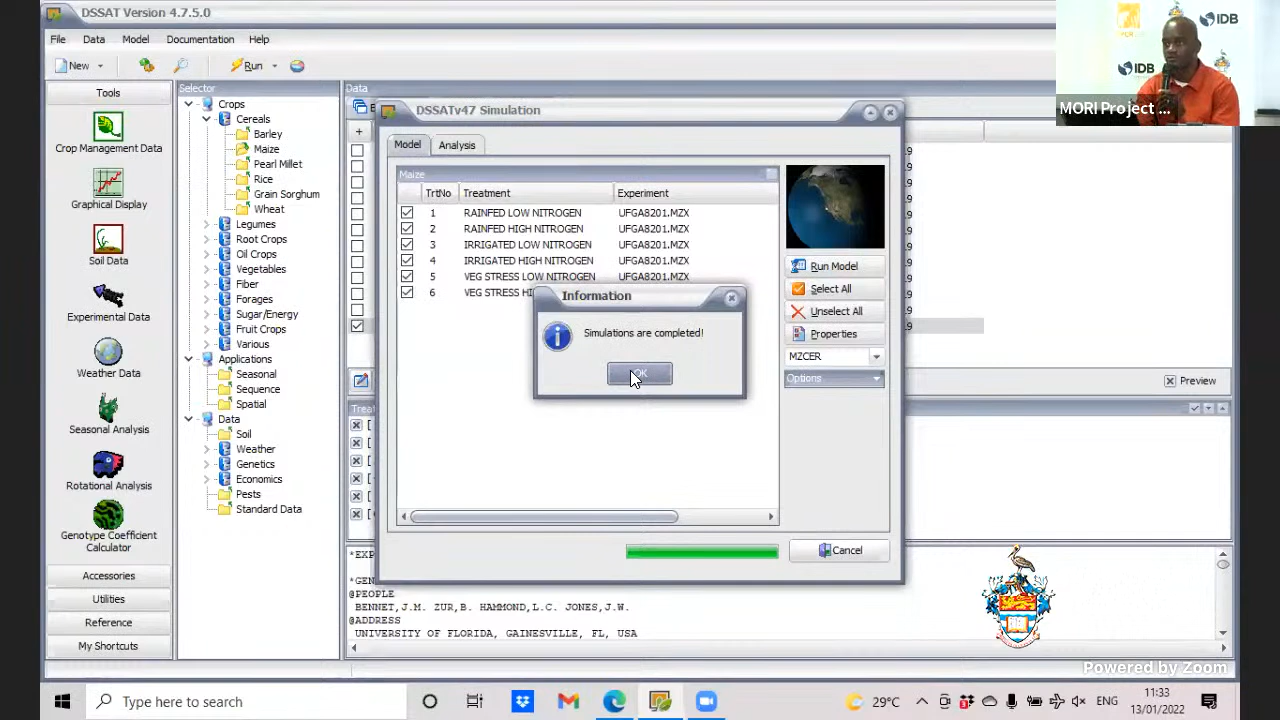 DSSAT Version 4.7.5.0
File Data Model Documentation Help
New Run
Tools
Crop Management Data
Graphical Display
Soil Data
Experimental Data
Weather Data
Seasonal Analysis
Rotational Analysis
Genotype Coefficient
Calculator
Accessories
Utilities
Reference
My Shortcuts
Selector
Crops
Cereals
Barley
Maize
Pearl Millet
Rice
Grain Sorghum
Wheat
Legumes
Root Crops
Oil Crops
Vegetables
Fiber
Forages
Sugar/Energy
Fruit Crops
Various
Applications
Seasonal
Sequence
Spatial
Data
Soil
Weather
Genetics
Economics
Pests
Standard Data
Data
DSSATv47 Simulation
Model Analysis
Maize
TrtNo Treatment Experiment
1 RAINFED LOW NITROGEN UFGA8201.MZX
2 RAINFED HIGH NITROGEN UFGA8201.MZX
3 IRRIGATED LOW NITROGEN UFGA8201.MZX
4 IRRIGATED HIGH NITROGEN UFGA8201.MZX
5 VEG STRESS LOW NITROGEN UFGA8201.MZX
6 VEG STRESS HI
Run Model
Select All
Unselect All
Properties
MZCER
Options
Cancel
Information
Simulations are completed!
OK
Preview
@PEOPLE
BENNET,J.M. ZUR,B. HAMMOND,L.C. JONES,J.W.
@ADDRESS
UNIVERSITY OF FLORIDA, GAINESVILLE, FL, USA
IDB
IDB
MORI Project ...
Powered by Zoom
Type here to search
29°C
ENG
11:33
13/01/2022